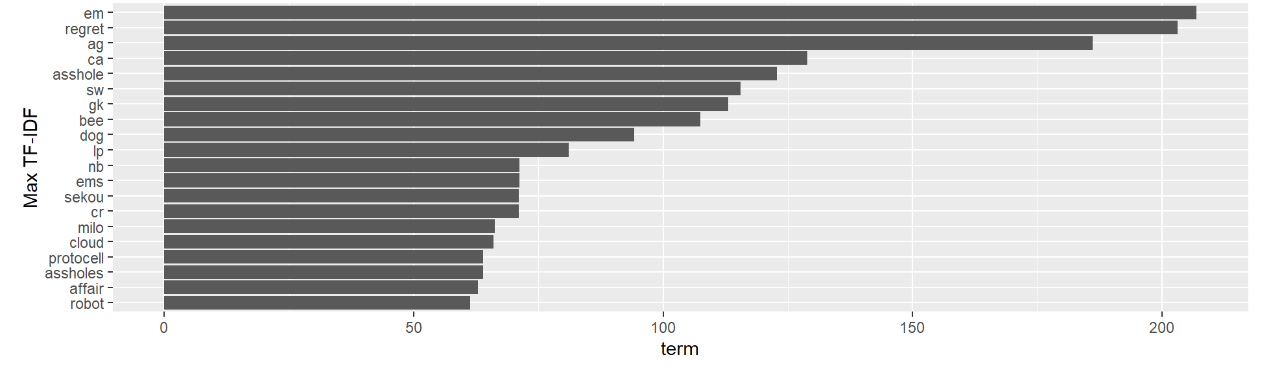 Max TF-IDF
em
regret
ag
ca
asshole
sw
gk
bee
dog
lp
nb
ems
sekou
cr
milo
cloud
protocell
assholes
affair
robot
0 50 100 150 200
term